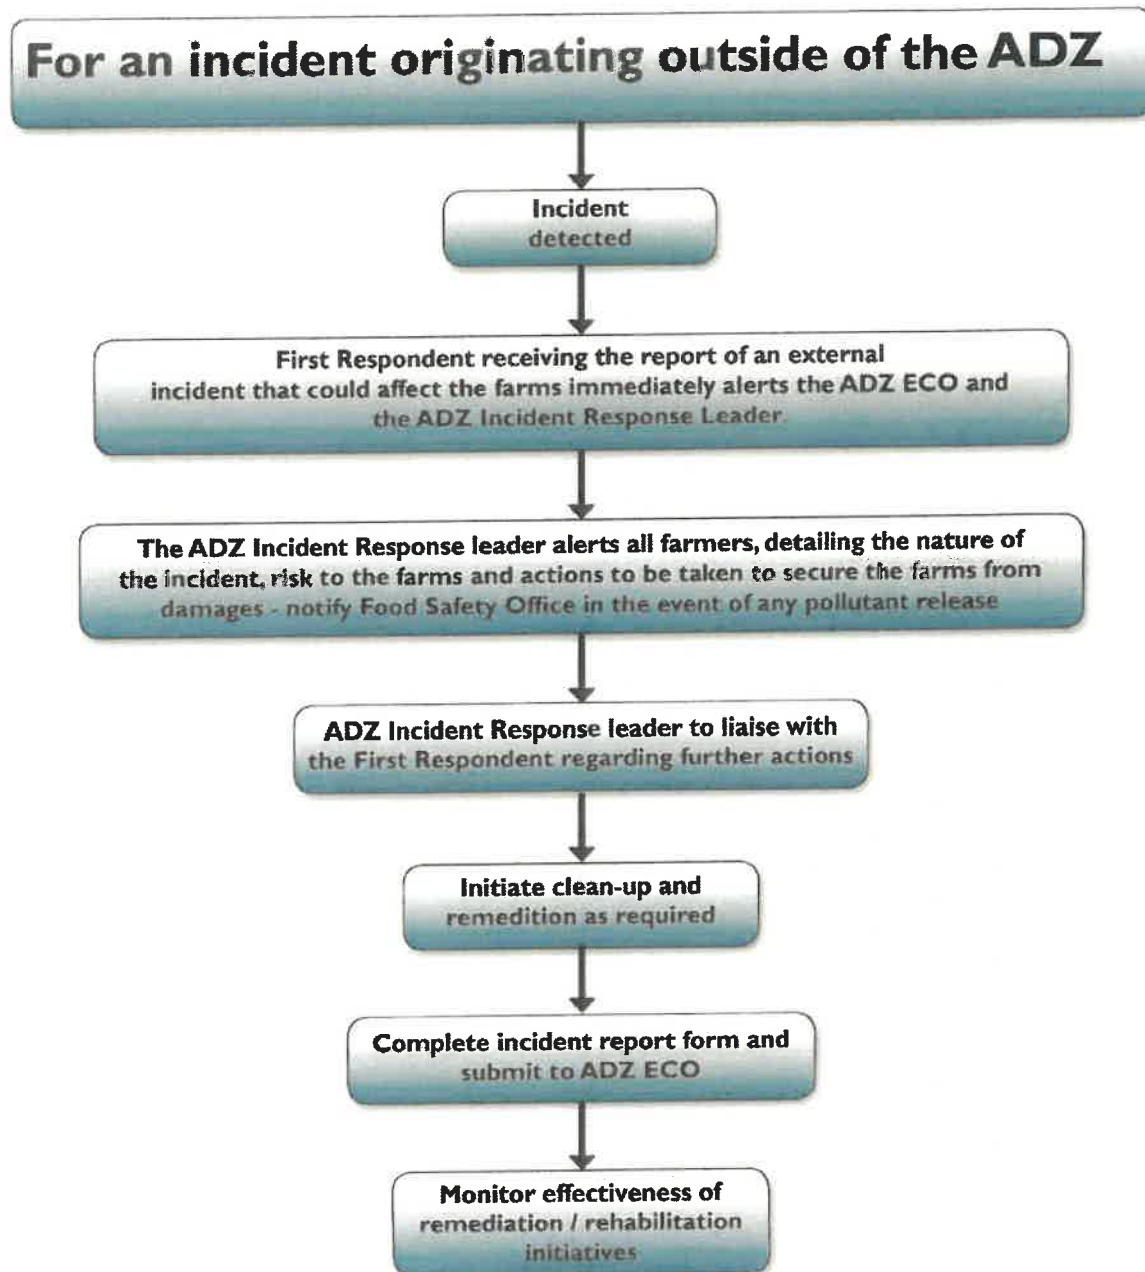 For an incident originating outside of the ADZ
Incident
detected
First Respondent receiving the report of an external
incident that could affect the farms immediately alerts the ADZ ECO and
the ADZ Incident Response Leader.
The ADZ Incident Response leader alerts all farmers, detailing the nature of
the incident, risk to the farms and actions to be taken to secure the farms from
damages - notify Food Safety Office in the event of any pollutant release
ADZ Incident Response leader to liaise with
the First Respondent regarding further actions
Initiate clean-up and
remedition as required
Complete incident report form and
submit to ADZ ECO
Monitor effectiveness of
remediation / rehabilitation
initiatives